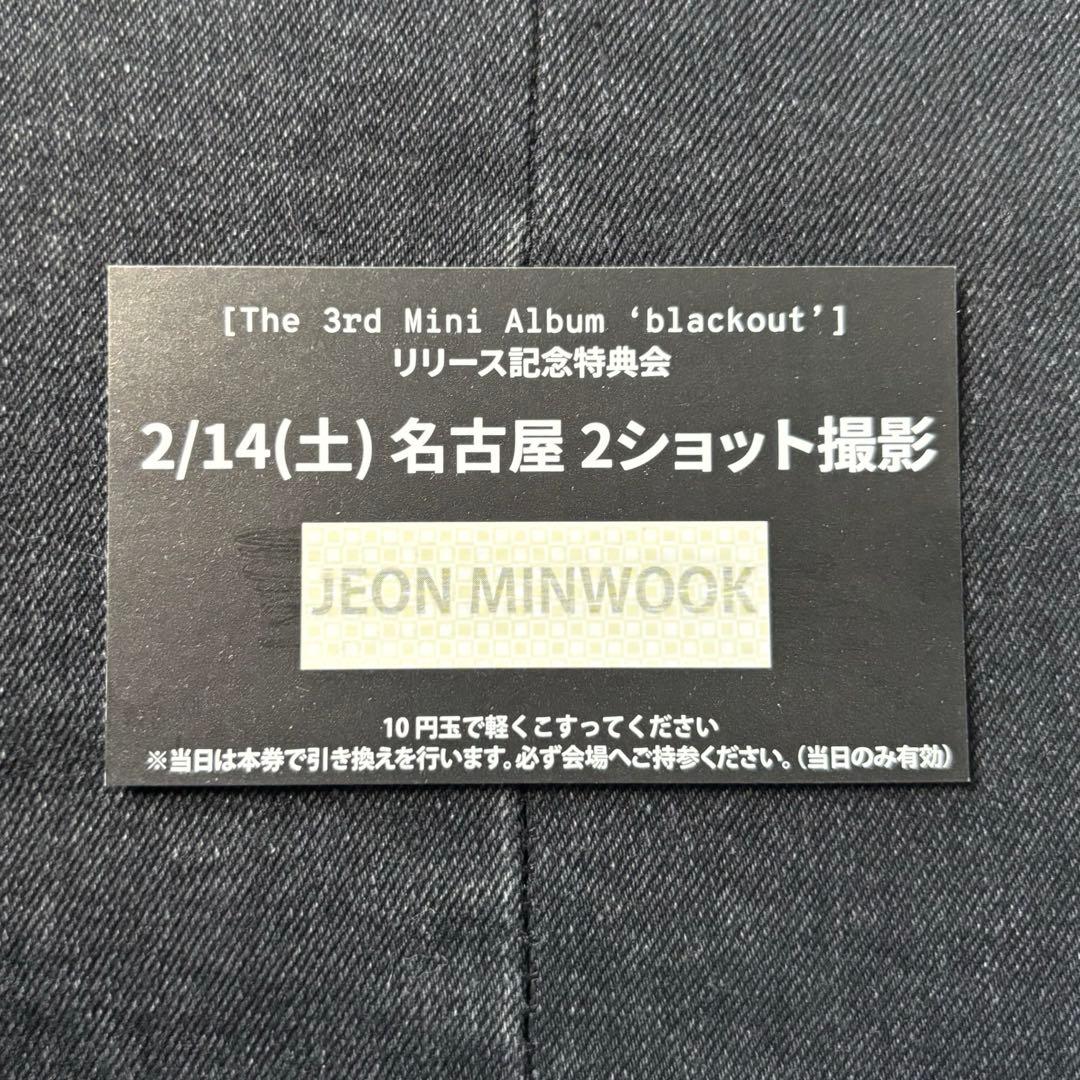 [The 3rd Mini Album ‘blackout’]
リリース記念特典会
2/14(土) 名古屋 2ショット撮影
JEON MINWOOK
10円玉で軽くこすってください
※当日は本券で引き換えを行います。必ず会場へご持参ください。(当日のみ有効)